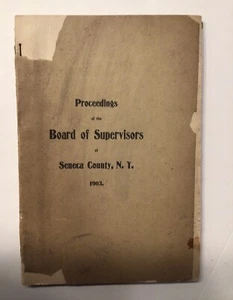 Proceedings
of the
Board of Supervisors
of
Seneca County, N. Y.
1903.